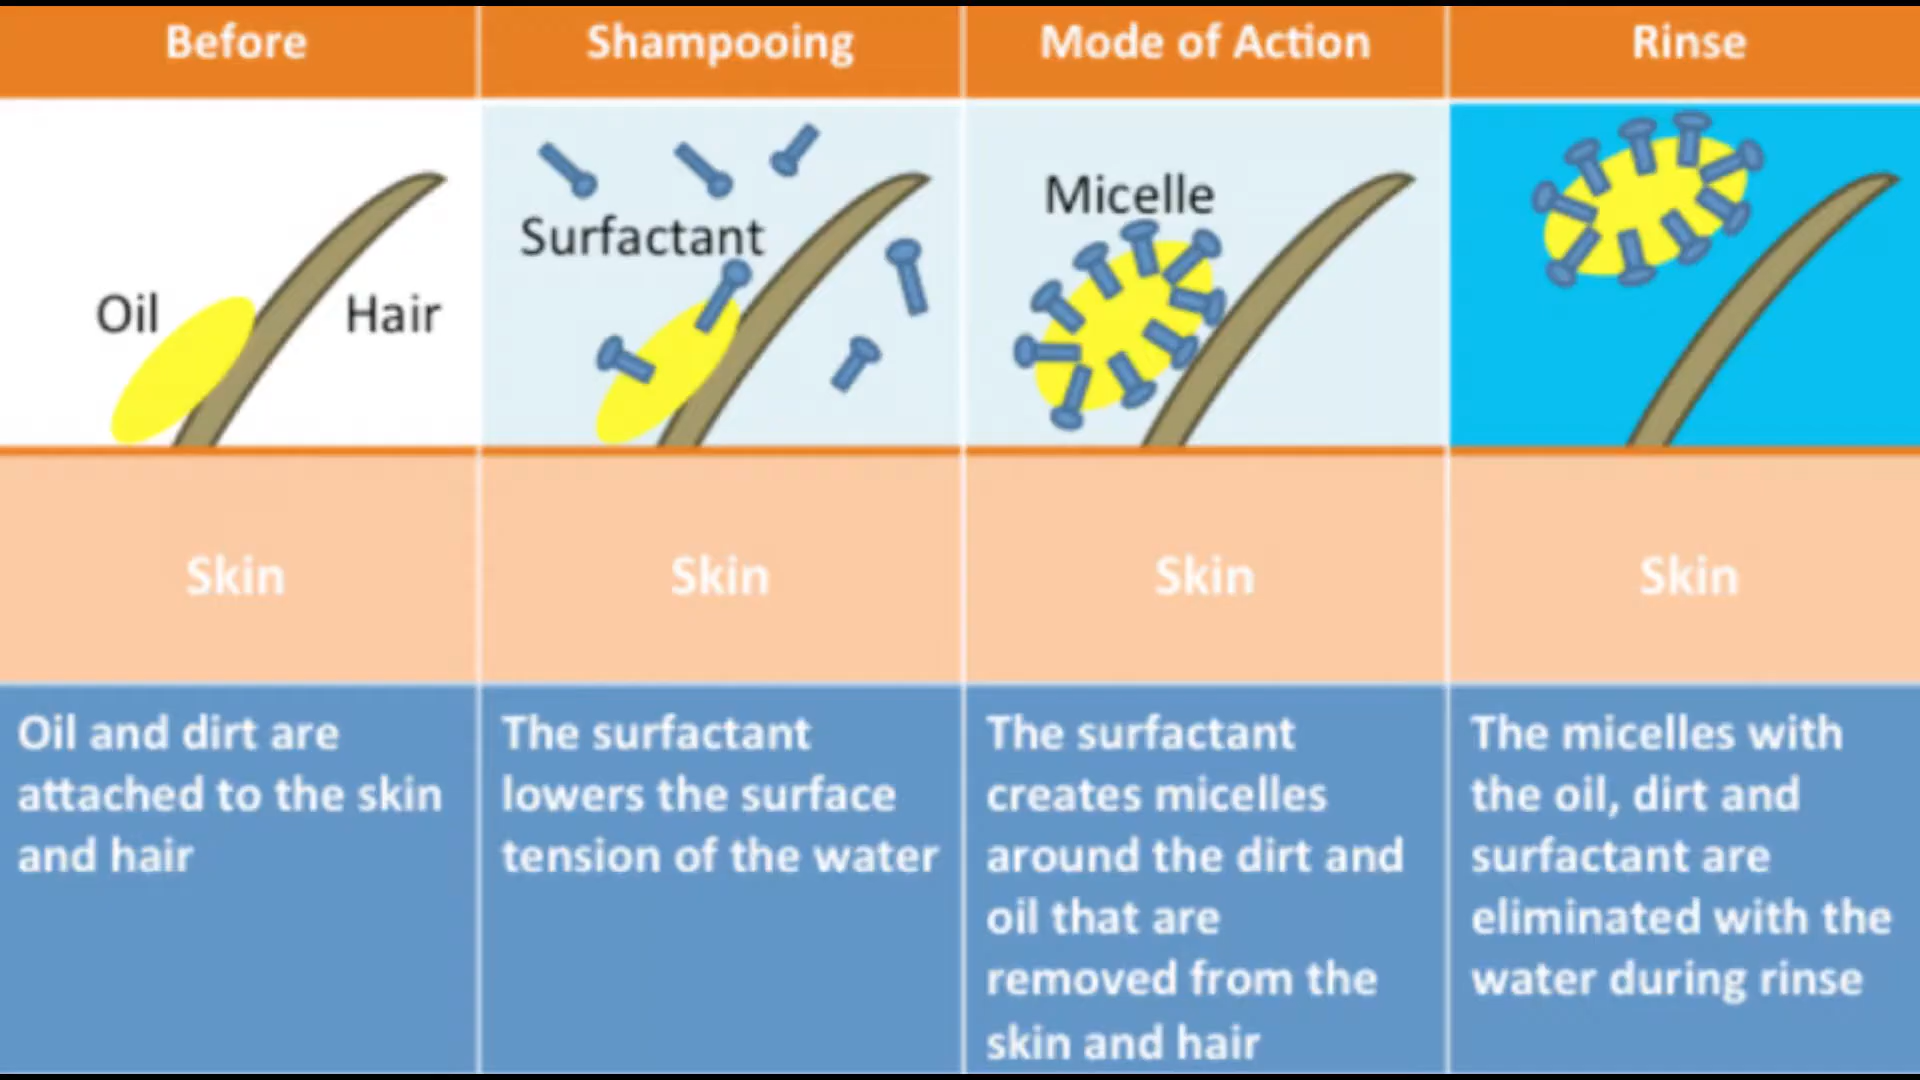 Before
Shampooing
Mode of Action
Rinse
Oil
Hair
Surfactant
Micelle
Skin
Skin
Skin
Skin
Oil and dirt are
attached to the skin
and hair
The surfactant
lowers the surface
tension of the water
The surfactant
creates micelles
around the dirt and
oil that are
removed from the
skin and hair
The micelles with
the oil, dirt and
surfactant are
eliminated with the
water during rinse